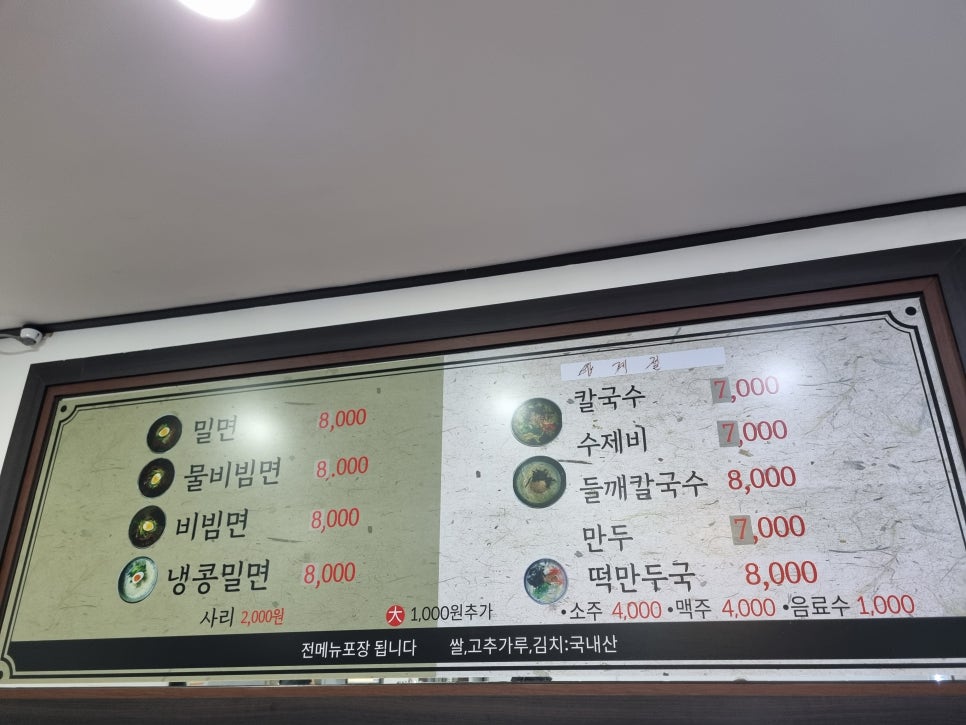 밀면 8,000
물비빔면 8.000
비빔면 8,000
냉콩밀면 8,000
사리 2,000원
大 1,000원추가
사계절
칼국수 7,000
수제비 7,000
들깨칼국수 8,000
만두 7,000
떡만두국 8,000
•소주 4,000 •맥주 4,000 •음료수 1,000
전메뉴포장 됩니다 쌀,고추가루,김치:국내산